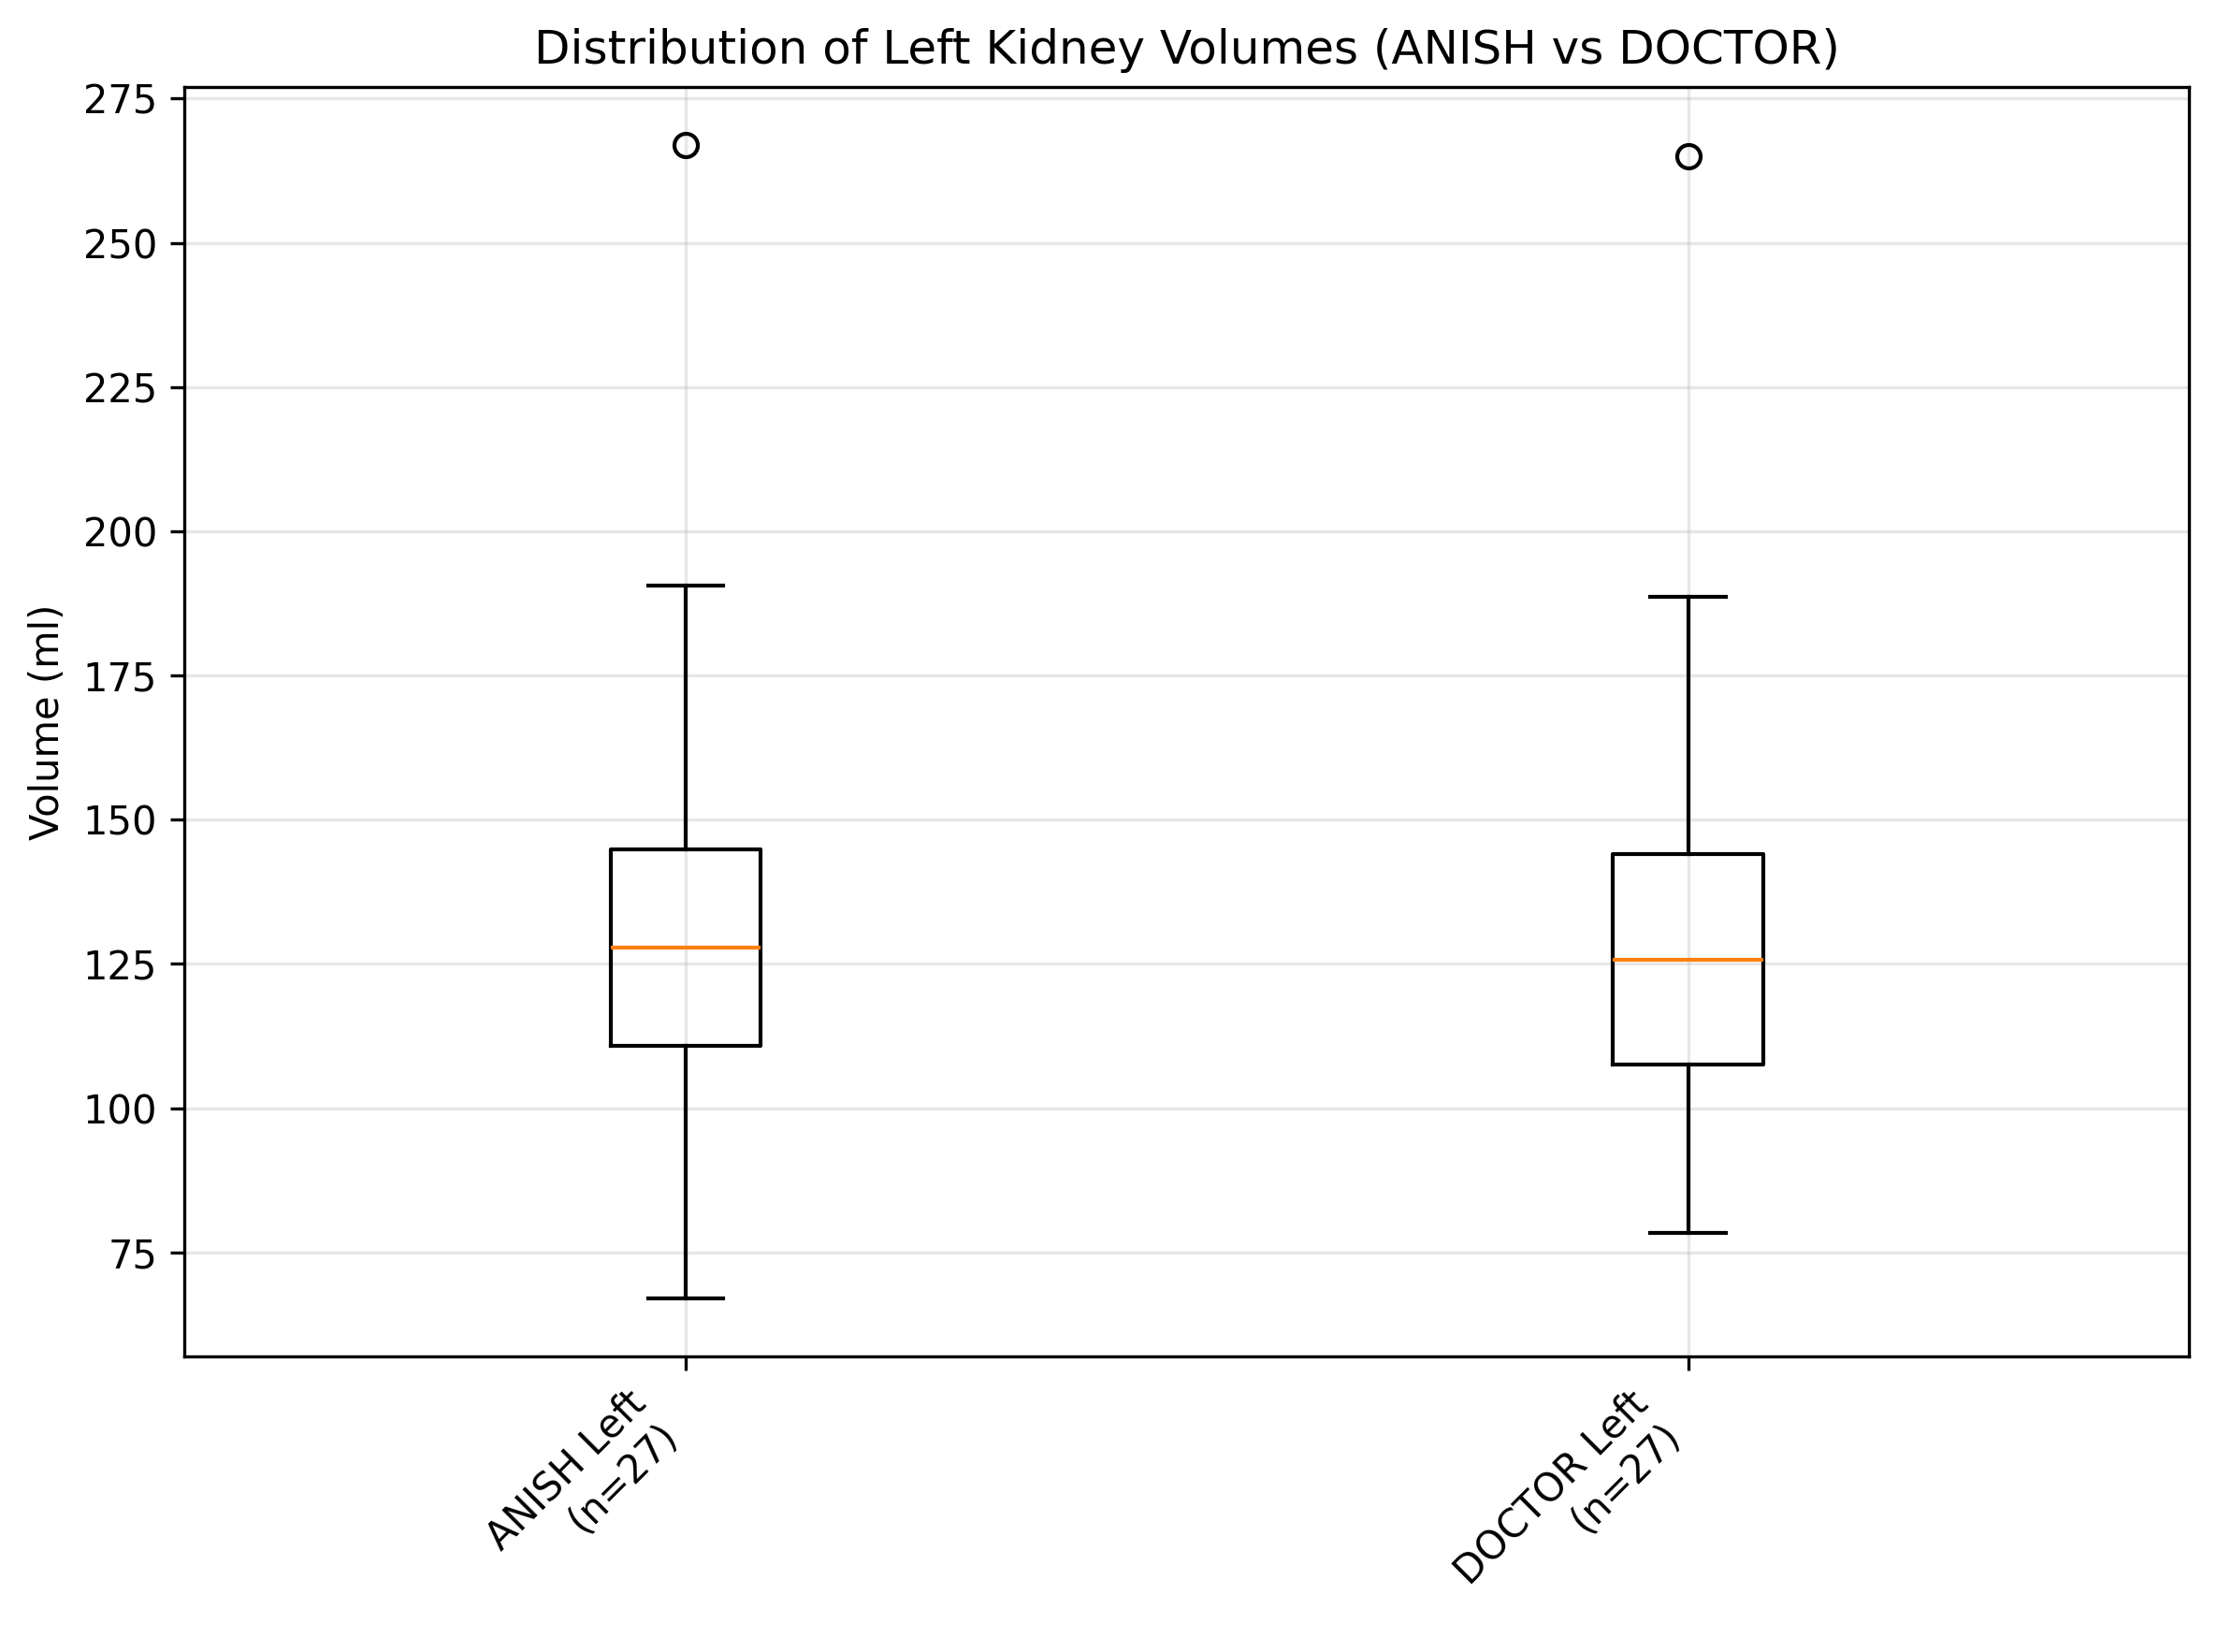 Distribution of Left Kidney Volumes (ANISH vs DOCTOR)
Volume (ml)
275
250
225
200
175
150
125
100
75
ANISH Left
(n=27)
DOCTOR Left
(n=27)